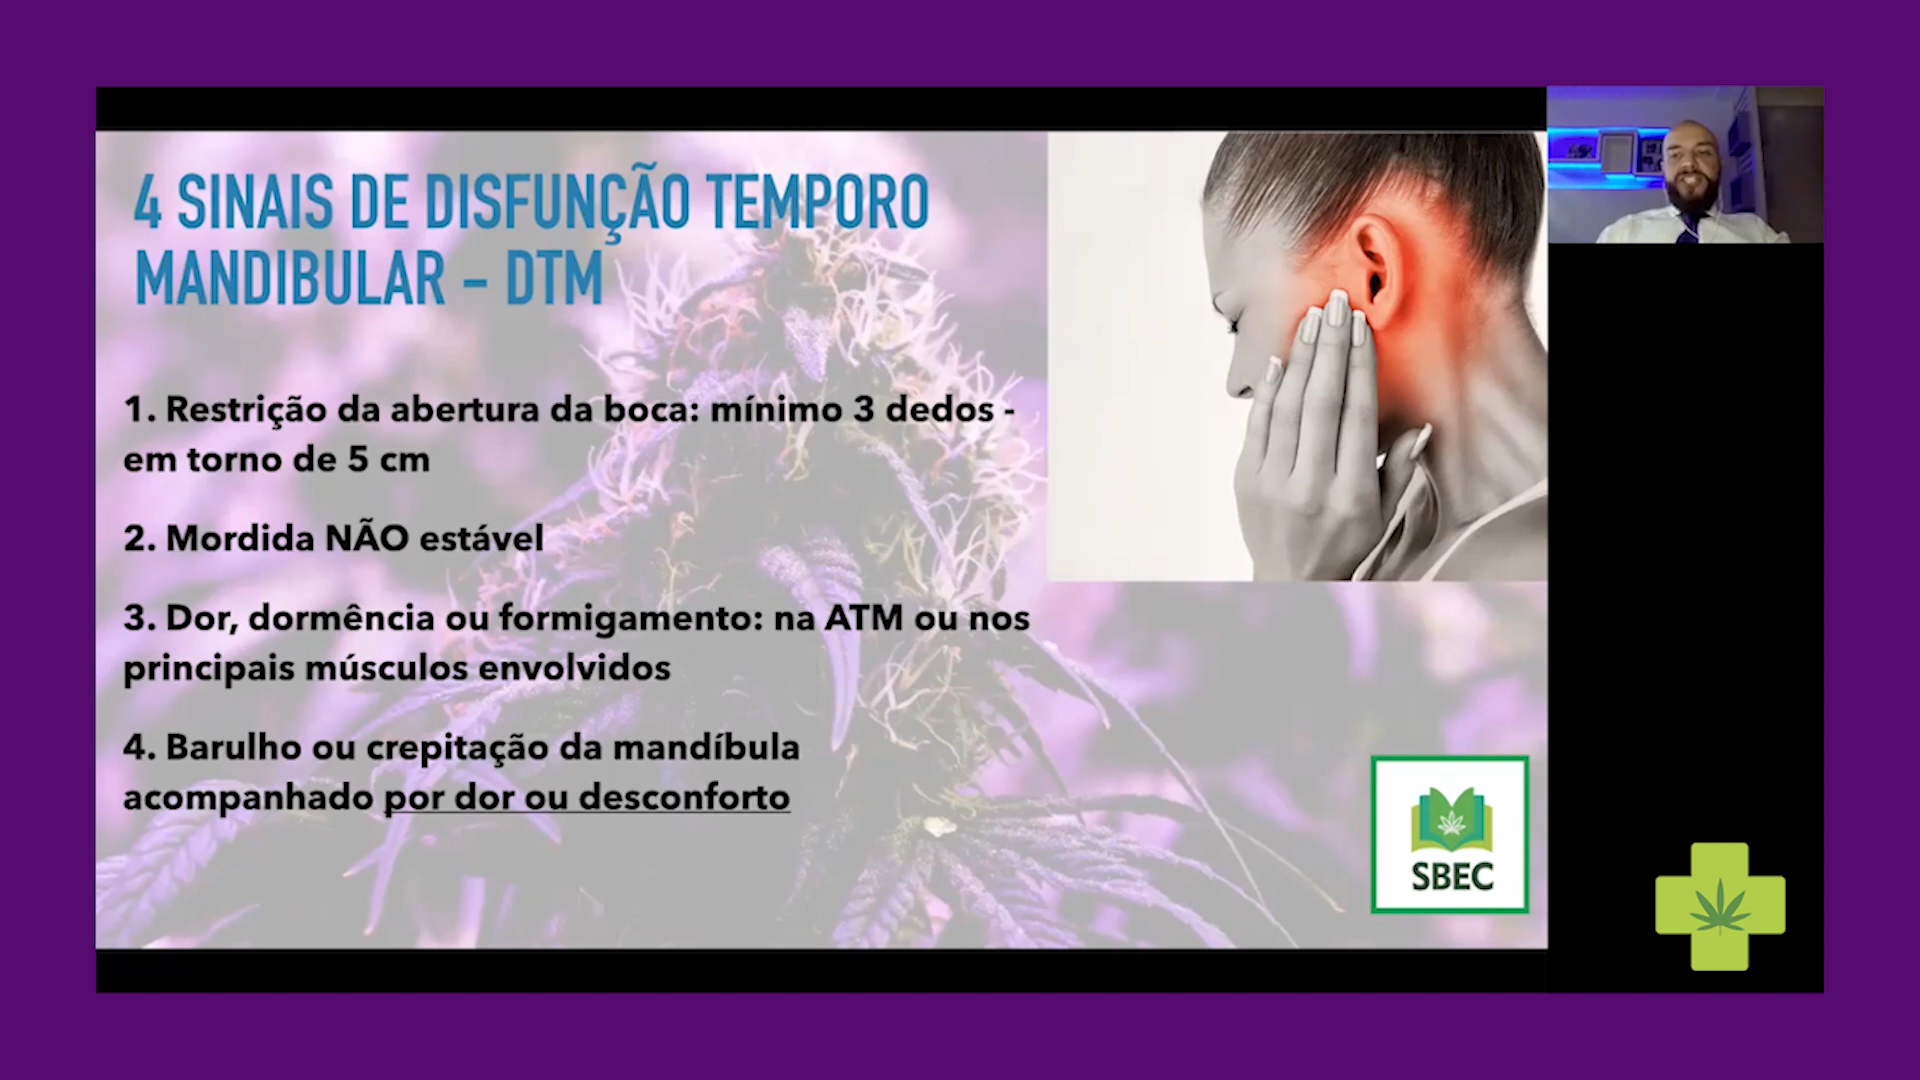 4 SINAIS DE DISFUNÇÃO TEMPORO
MANDIBULAR - DTM
1. Restrição da abertura da boca: mínimo 3 dedos -
em torno de 5 cm
2. Mordida NÃO estável
3. Dor, dormência ou formigamento: na ATM ou nos
principais músculos envolvidos
4. Barulho ou crepitação da mandíbula
acompanhado por dor ou desconforto
SBEC